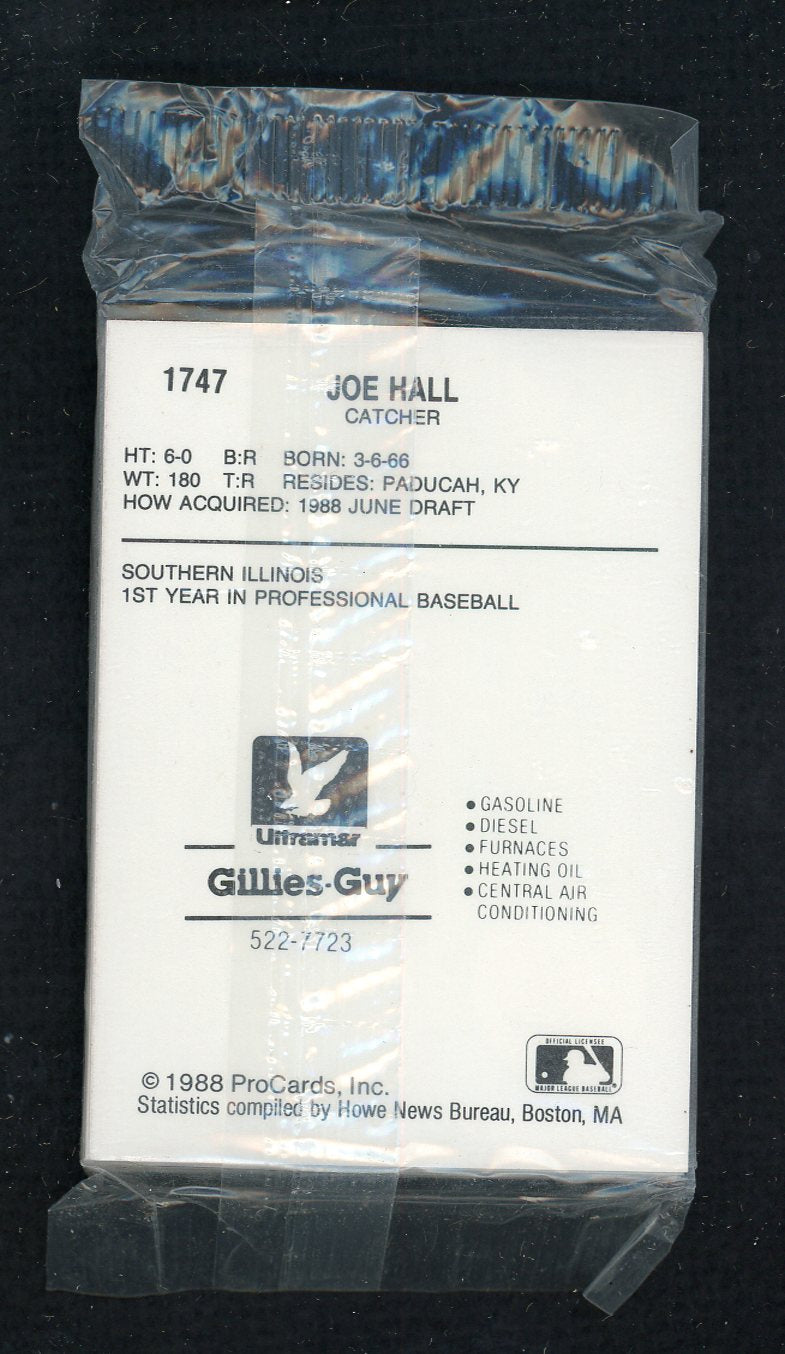 1747 JOE HALL
CATCHER
HT: 6-0 B:R BORN: 3-6-66
WT: 180 T:R RESIDES: PADUCAH, KY
HOW ACQUIRED: 1988 JUNE DRAFT
SOUTHERN ILLINOIS
1ST YEAR IN PROFESSIONAL BASEBALL
Ultramar
Gillies-Guy
522-7723
• GASOLINE
• DIESEL
• FURNACES
• HEATING OIL
• CENTRAL AIR
CONDITIONING
OFFICIAL LICENSEE
MAJOR LEAGUE BASEBALL®
© 1988 ProCards, Inc.
Statistics compiled by Howe News Bureau, Boston, MA